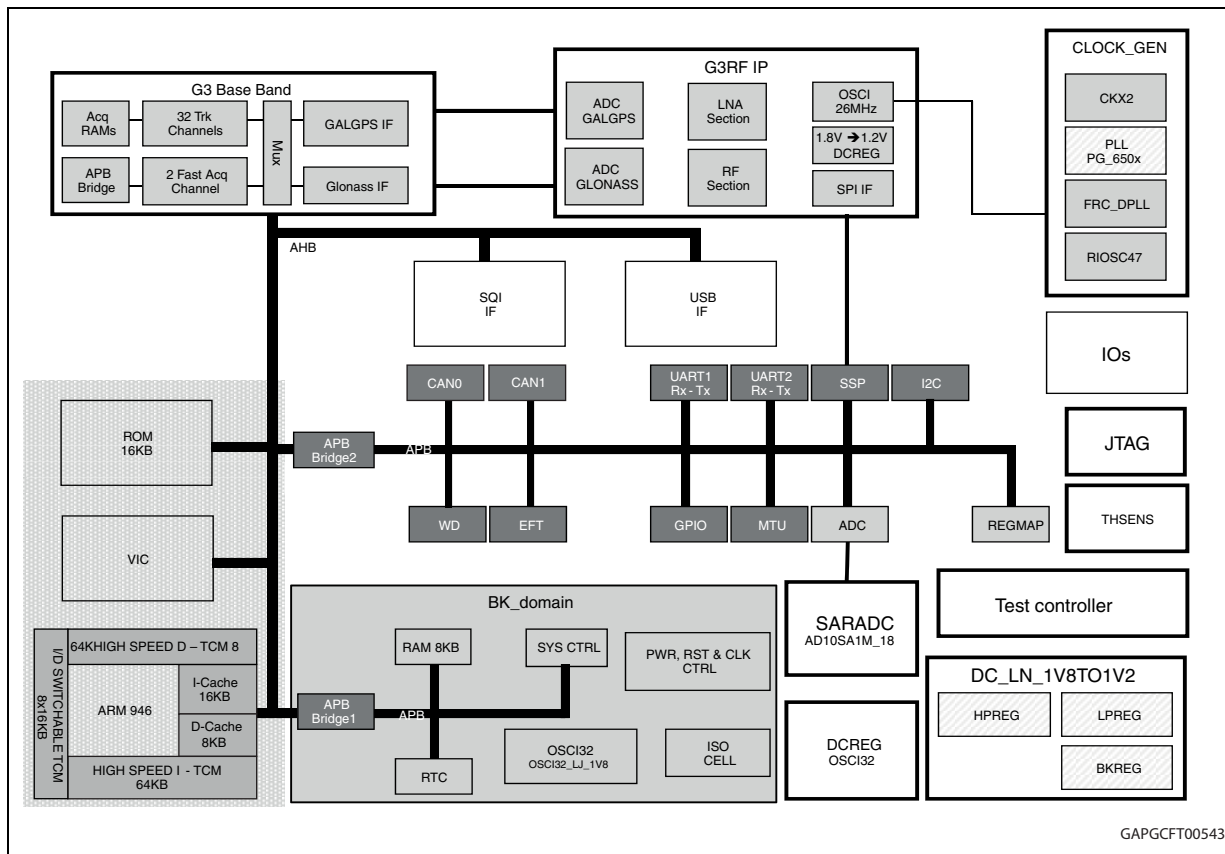 G3 Base Band
Acq
RAMs
32 Trk
Channels
Mux
GALGPS IF
APB
Bridge
2 Fast Acq
Channel
Glonass IF
G3RF IP
ADC
GALGPS
LNA
Section
OSCI
26MHz
1.8V ➔1.2V
DCREG
ADC
GLONASS
RF
Section
SPI IF
CLOCK_GEN
CKX2
PLL
PG_650x
FRC_DPLL
RIOSC47
AHB
SQI
IF
USB
IF
IOs
CAN0
CAN1
UART1
Rx - Tx
UART2
Rx - Tx
SSP
I2C
ROM
16KB
APB
Bridge2
APB
JTAG
WD
EFT
GPIO
MTU
ADC
REGMAP
THSENS
VIC
BK_domain
RAM 8KB
SYS CTRL
PWR, RST & CLK
CTRL
SARADC
AD10SA1M_18
Test controller
I/D SWITCHABLE TCM
8x16KB
64KHIGH SPEED D – TCM 8
ARM 946
I-Cache
16KB
D-Cache
8KB
HIGH SPEED I - TCM
64KB
APB
Bridge1
APB
RTC
OSCI32
OSCI32_LJ_1V8
ISO
CELL
DCREG
OSCI32
DC_LN_1V8TO1V2
HPREG
LPREG
BKREG
GAPGCFT00543